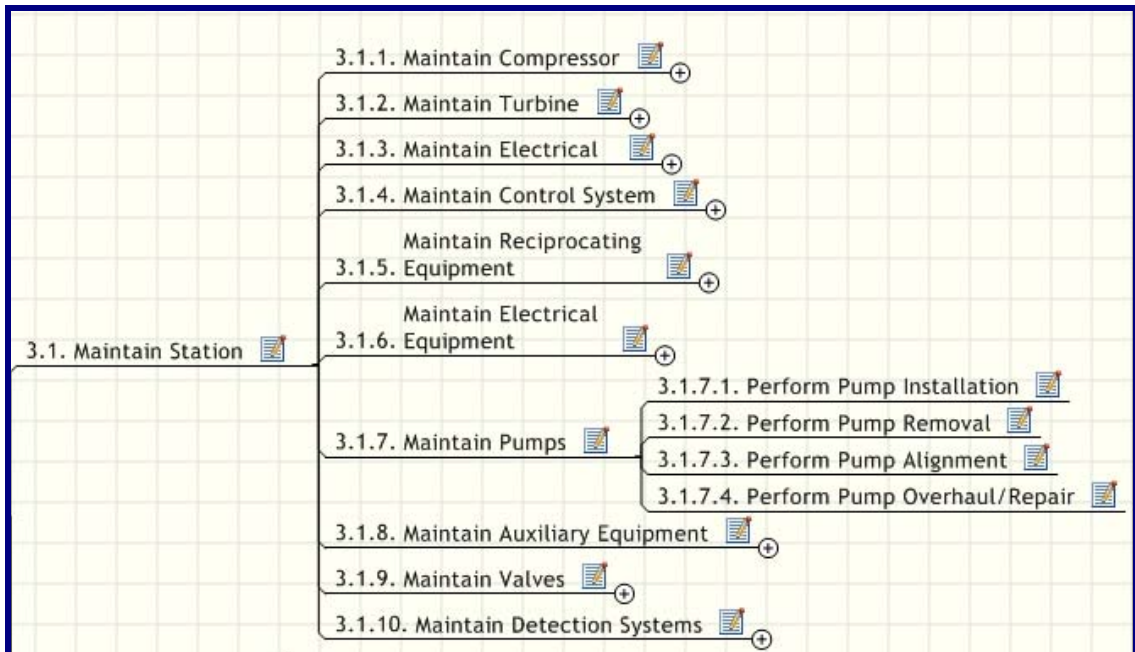 3.1. Maintain Station
3.1.1. Maintain Compressor
3.1.2. Maintain Turbine
3.1.3. Maintain Electrical
3.1.4. Maintain Control System
Maintain Reciprocating
3.1.5. Equipment
Maintain Electrical
3.1.6. Equipment
3.1.7. Maintain Pumps
3.1.7.1. Perform Pump Installation
3.1.7.2. Perform Pump Removal
3.1.7.3. Perform Pump Alignment
3.1.7.4. Perform Pump Overhaul/Repair
3.1.8. Maintain Auxiliary Equipment
3.1.9. Maintain Valves
3.1.10. Maintain Detection Systems